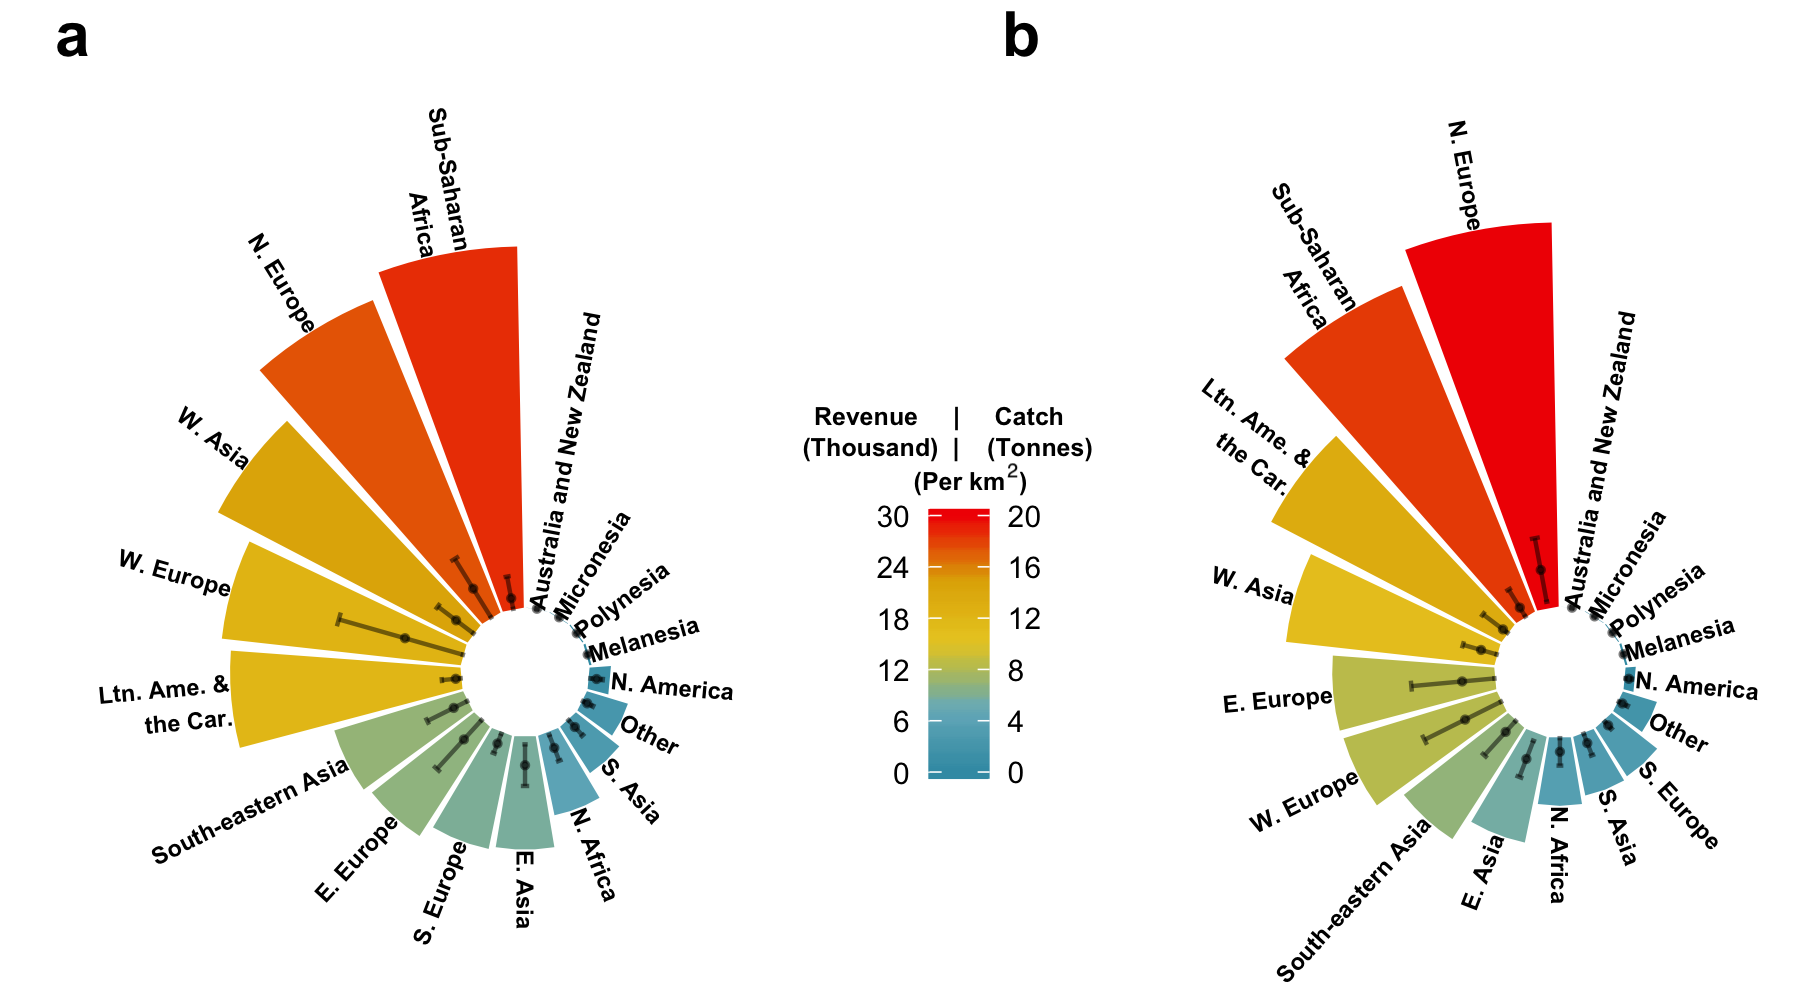 a
Sub-Saharan
Africa
N. Europe
W. Asia
W. Europe
Ltn. Ame. &
the Car.
South-eastern Asia
E. Europe
S. Europe
E. Asia
N. Africa
S. Asia
Other
N. America
Melanesia
Polynesia
Micronesia
Australia and New Zealand
Revenue | Catch
(Thousand) | (Tonnes)
(Per km²)
30 20
24 16
18 12
12 8
6 4
0 0
b
N. Europe
Sub-Saharan
Africa
Ltn. Ame. &
the Car.
W. Asia
E. Europe
W. Europe
South-eastern Asia
E. Asia
N. Africa
S. Asia
S. Europe
Other
N. America
Melanesia
Polynesia
Micronesia
Australia and New Zealand